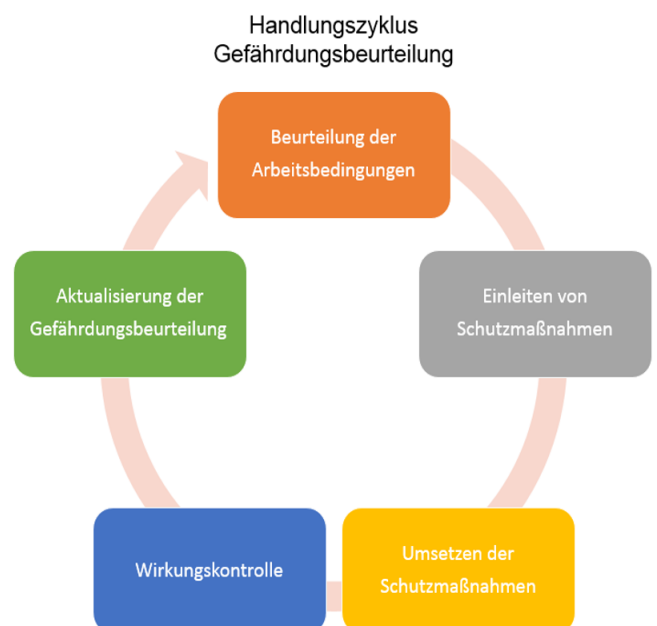 Handlungszyklus
Gefährdungsbeurteilung
Beurteilung der
Arbeitsbedingungen
Einleiten von
Schutzmaßnahmen
Umsetzen der
Schutzmaßnahmen
Wirkungskontrolle
Aktualisierung der
Gefährdungsbeurteilung